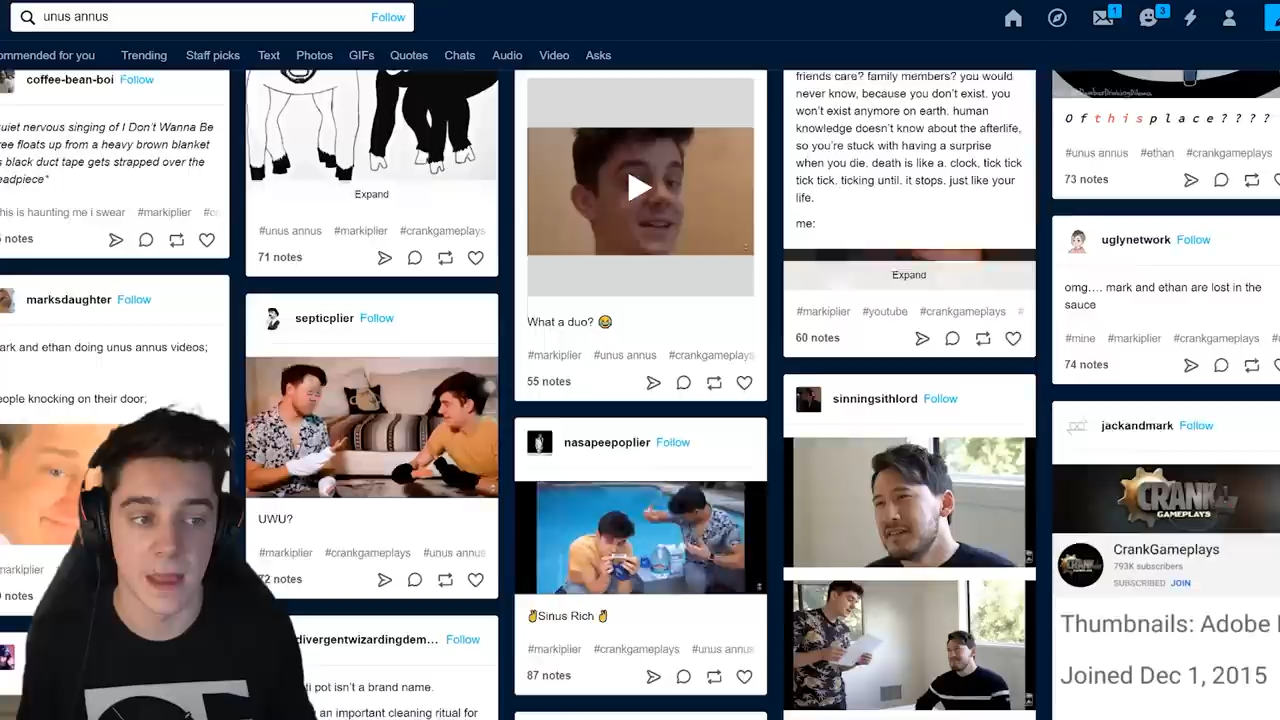 unus annus
Follow
1
3
ommended for you
Trending
Staff picks
Text
Photos
GIFs
Quotes
Chats
Audio
Video
Asks
coffee-bean-boi Follow
uiet nervous singing of I Don't Wanna Be
ree floats up from a heavy brown blanket
s black duct tape gets strapped over the
eadpiece*
his is haunting me i swear #markiplier
notes
marksdaughter Follow
ark and ethan doing unus annus videos;
eople knocking on their door;
markiplier
notes
Expand
#unus annus #markiplier #crankgameplays
71 notes
septicplier Follow
UWU?
#markiplier #crankgameplays #unus annus
72 notes
divergentwizardingdem... Follow
ti pot isn't a brand name.
an important cleaning ritual for
What a duo? 😂
#markiplier #unus annus #crankgameplays
55 notes
nasapeepoplier Follow
✌Sinus Rich ✌
#markiplier #crankgameplays #unus annus
87 notes
friends care? family members? you would
never know, because you don't exist. you
won't exist anymore on earth. human
knowledge doesn't know about the afterlife,
so you're stuck with having a surprise
when you die. death is like a. clock, tick tick
tick tick. ticking until. it stops. just like your
life.
me:
Expand
#markiplier #youtube #crankgameplays #
60 notes
sinningsithlord Follow
Of this place????
#unus annus #ethan #crankgameplays
73 notes
uglynetwork Follow
omg.... mark and ethan are lost in the
sauce
#mine #markiplier #crankgameplays
74 notes
jackandmark Follow
CRANK
GAMEPLAYS
CrankGameplays
793K subscribers
SUBSCRIBED JOIN
Thumbnails: Adobe
Joined Dec 1, 2015